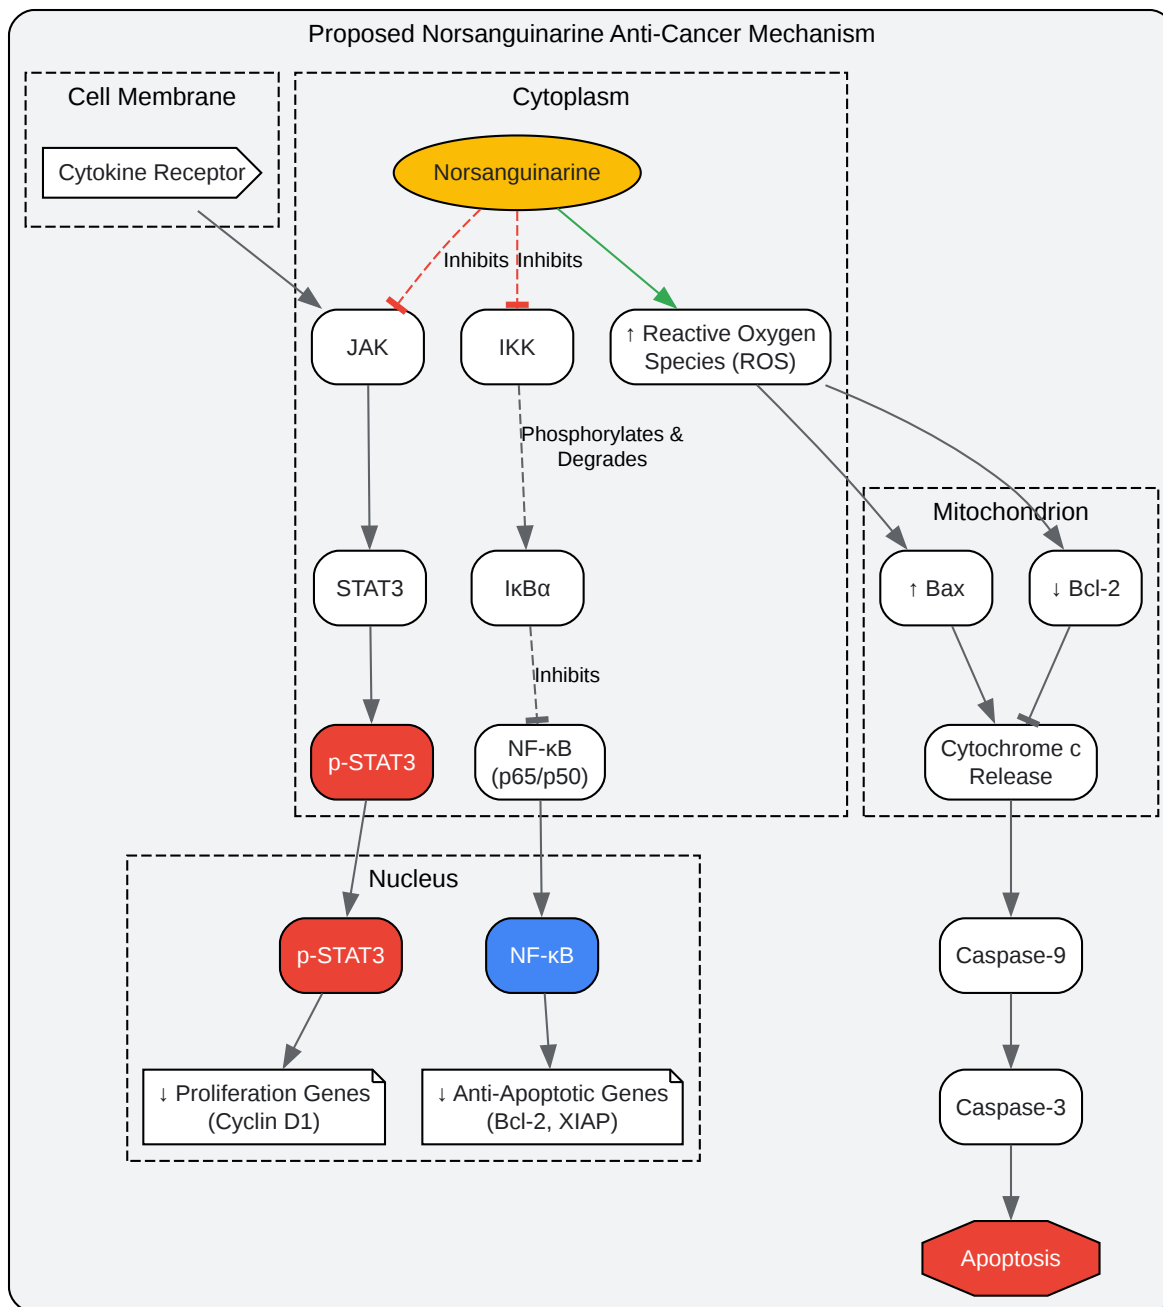 Proposed Norsanguinarine Anti-Cancer Mechanism
Cell Membrane
Cytoplasm
Cytokine Receptor
Norsanguinarine
Inhibits
Inhibits
JAK
IKK
↑ Reactive Oxygen
Species (ROS)
Phosphorylates &
Degrades
Mitochondrion
STAT3
IκBα
↑ Bax
↓ Bcl-2
Inhibits
p-STAT3
NF-κB
(p65/p50)
Cytochrome c
Release
Nucleus
p-STAT3
NF-κB
Caspase-9
↓ Proliferation Genes
(Cyclin D1)
↓ Anti-Apoptotic Genes
(Bcl-2, XIAP)
Caspase-3
Apoptosis